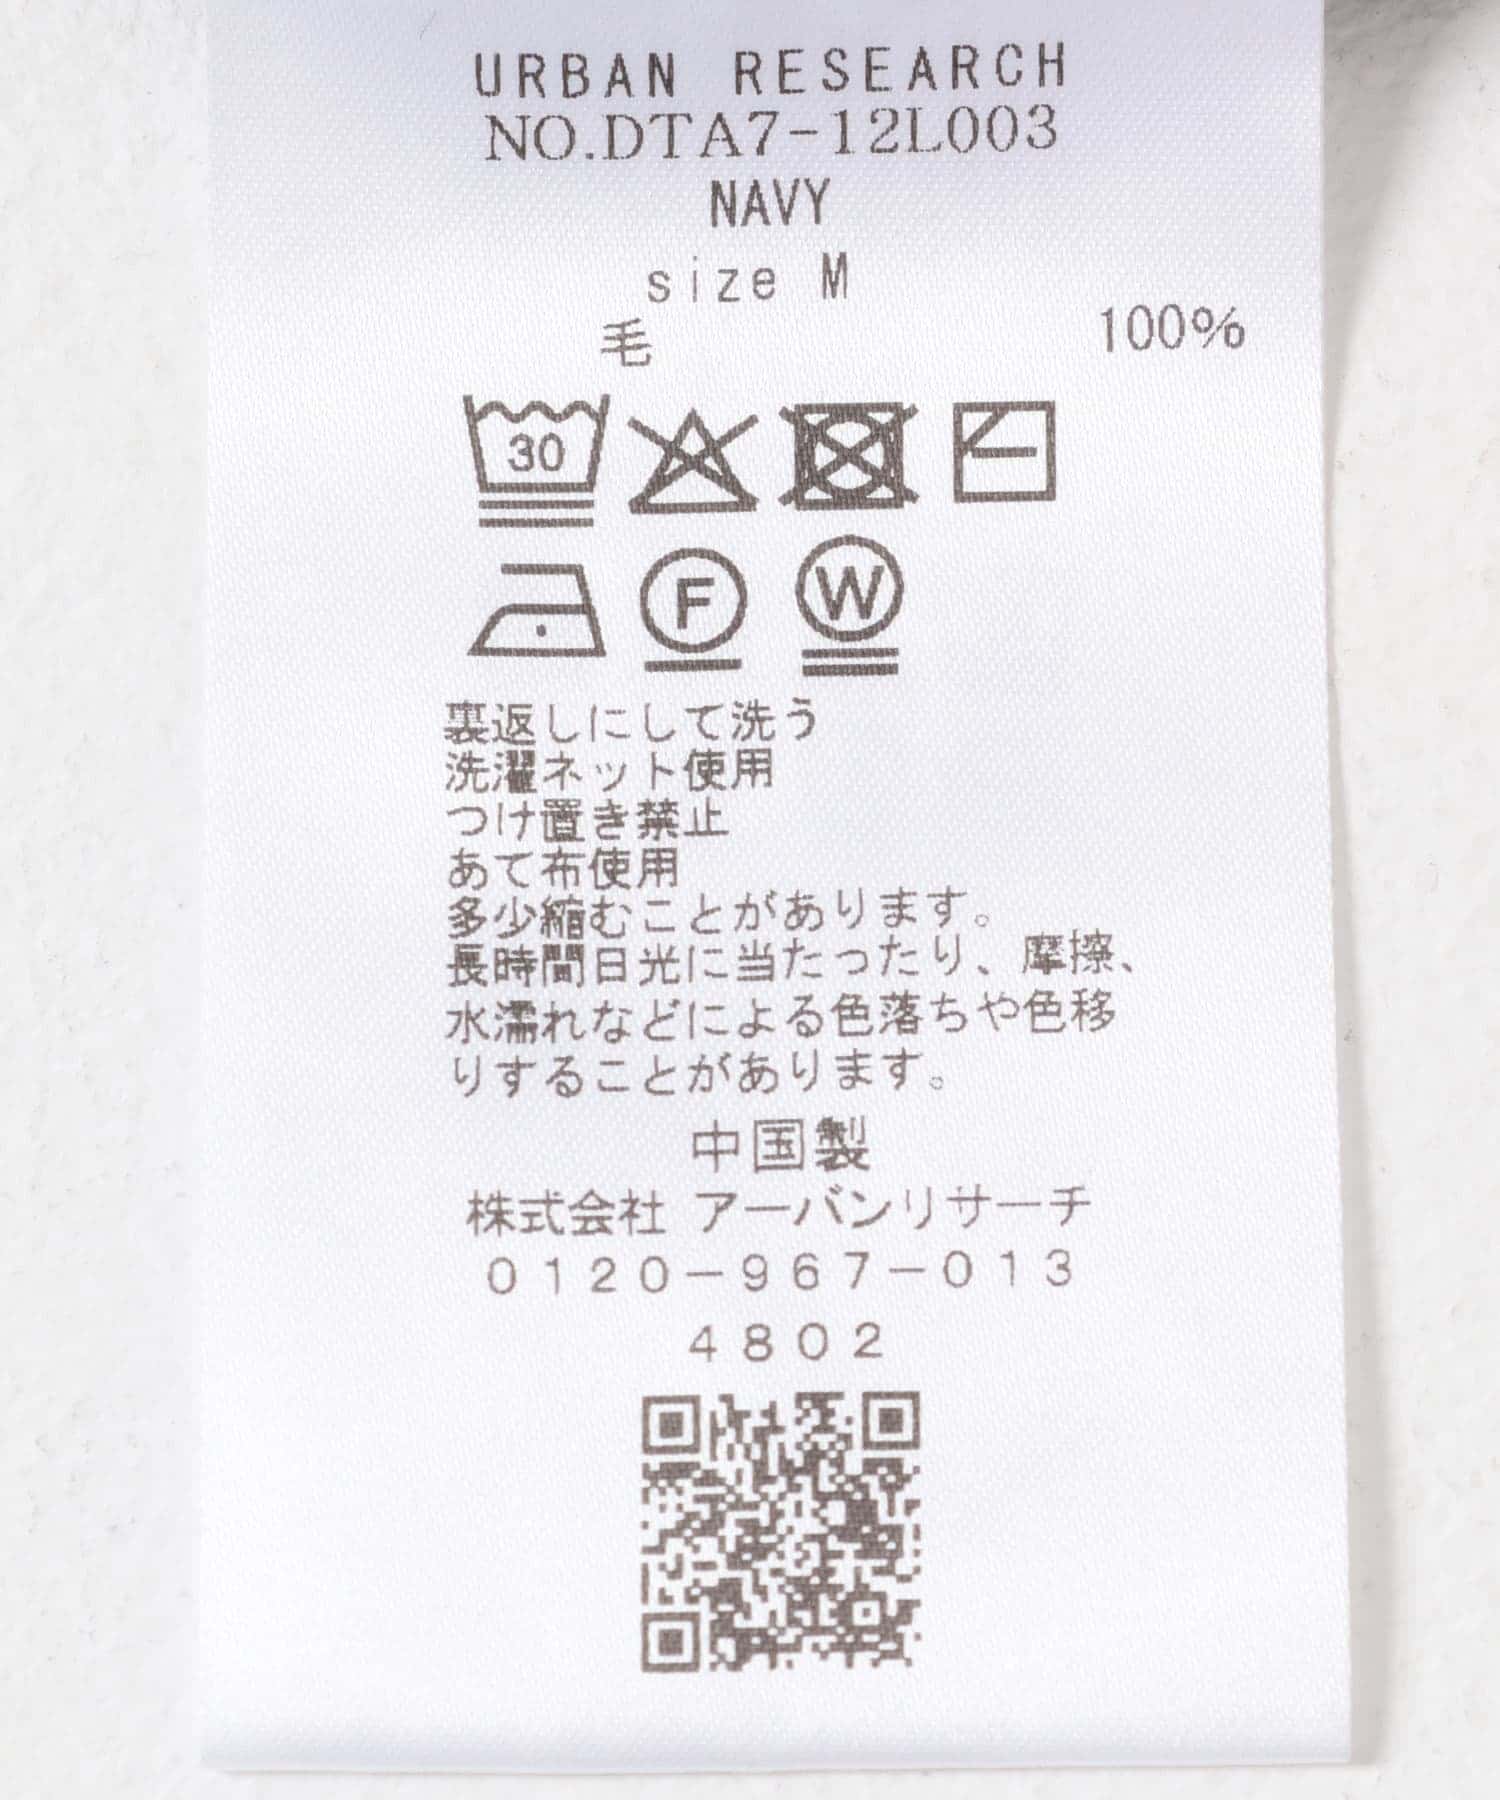 URBAN RESEARCH
NO.DTA7-12L003
NAVY
size M
毛 100%
30
F W
裏返しにして洗う
洗濯ネット使用
つけ置き禁止
あて布使用
多少縮むことがあります。
長時間日光に当たったり、摩擦、
水濡れなどによる色落ちや色移
りすることがあります。
中国製
株式会社 アーバンリサーチ
0120-967-013
4802